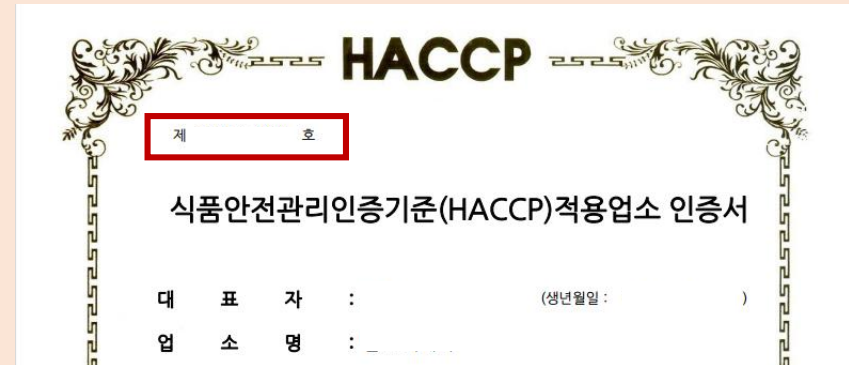 HACCP
제 호
식품안전관리인증기준(HACCP)적용업소 인증서
대 표 자 : (생년월일 : )
업 소 명 :